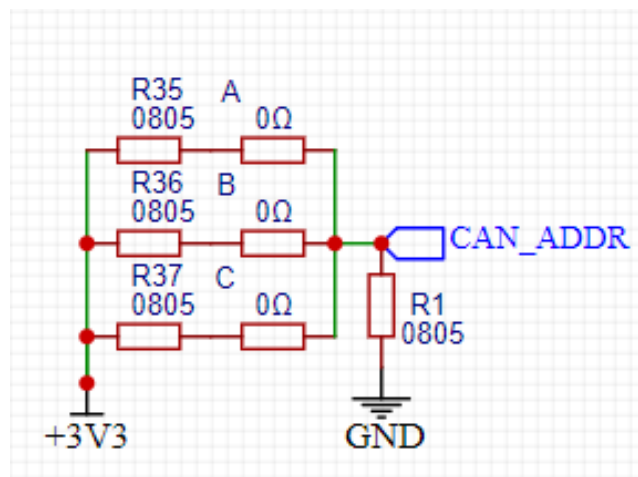 R35 A
0805 0Ω
R36 B
0805 0Ω
CAN_ADDR
R37 C
0805 0Ω
R1
0805
+3V3
GND